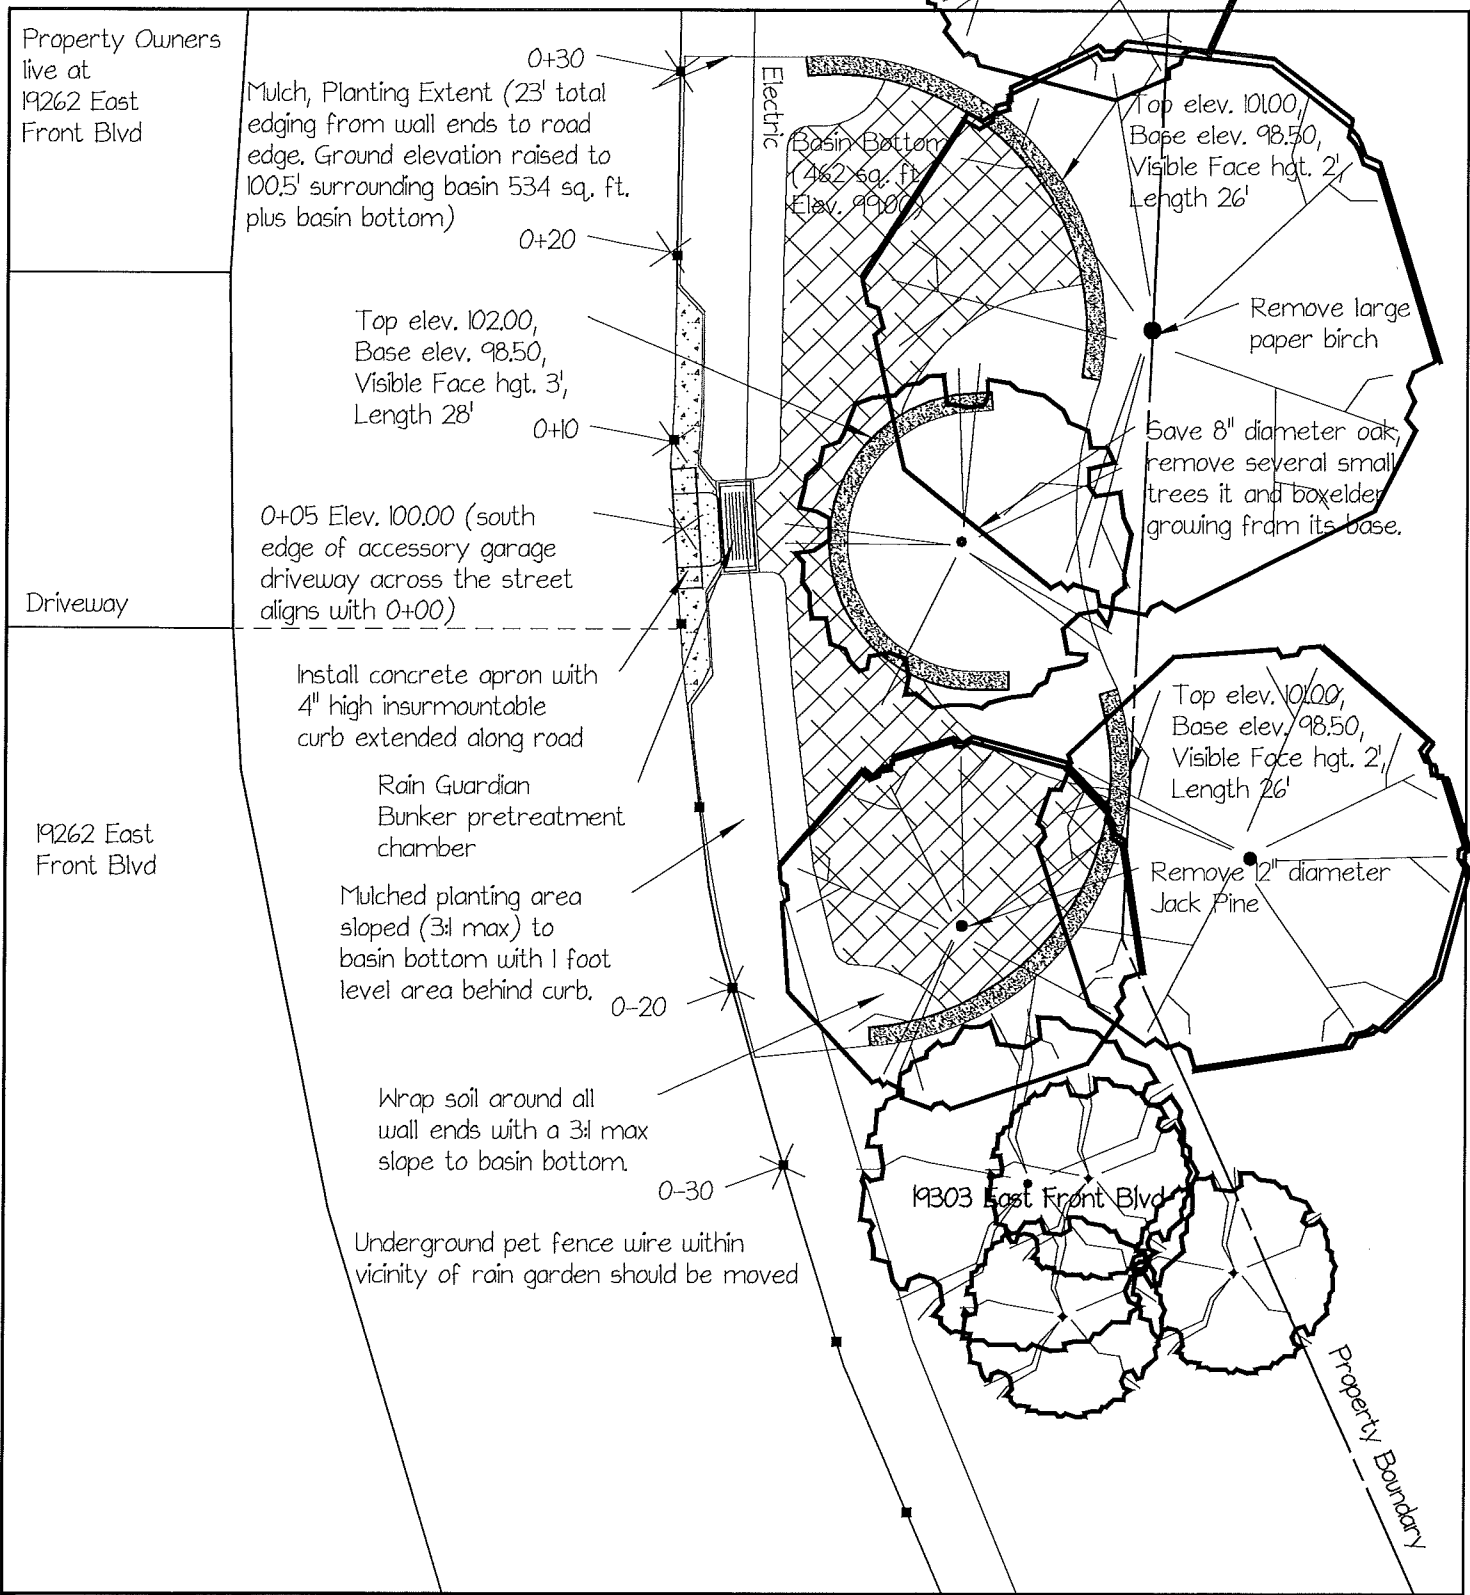 Property Owners
live at
19262 East
Front Blvd
0+30
Mulch, Planting Extent (23' total
edging from wall ends to road
edge. Ground elevation raised to
100.5' surrounding basin 534 sq. ft.
plus basin bottom)
Electric
Basin Bottom
(462 sq. ft.
Elev. 99.00)
Top elev. 101.00,
Base elev. 98.50,
Visible Face hgt. 2',
Length 26'
0+20
Top elev. 102.00,
Base elev. 98.50,
Visible Face hgt. 3',
Length 28'
Remove large
paper birch
0+10
Save 8" diameter oak,
remove several small
trees it and boxelder
growing from its base.
0+05 Elev. 100.00 (south
edge of accessory garage
driveway across the street
aligns with 0+00)
Driveway
Install concrete apron with
4" high insurmountable
curb extended along road
Top elev. 101.00,
Base elev. 98.50,
Visible Face hgt. 2',
Length 26'
Rain Guardian
Bunker pretreatment
chamber
19262 East
Front Blvd
Remove 12" diameter
Jack Pine
Mulched planting area
sloped (3:1 max) to
basin bottom with 1 foot
level area behind curb.
0-20
Wrap soil around all
wall ends with a 3:1 max
slope to basin bottom.
0-30
19303 East Front Blvd
Underground pet fence wire within
vicinity of rain garden should be moved
Property Boundary